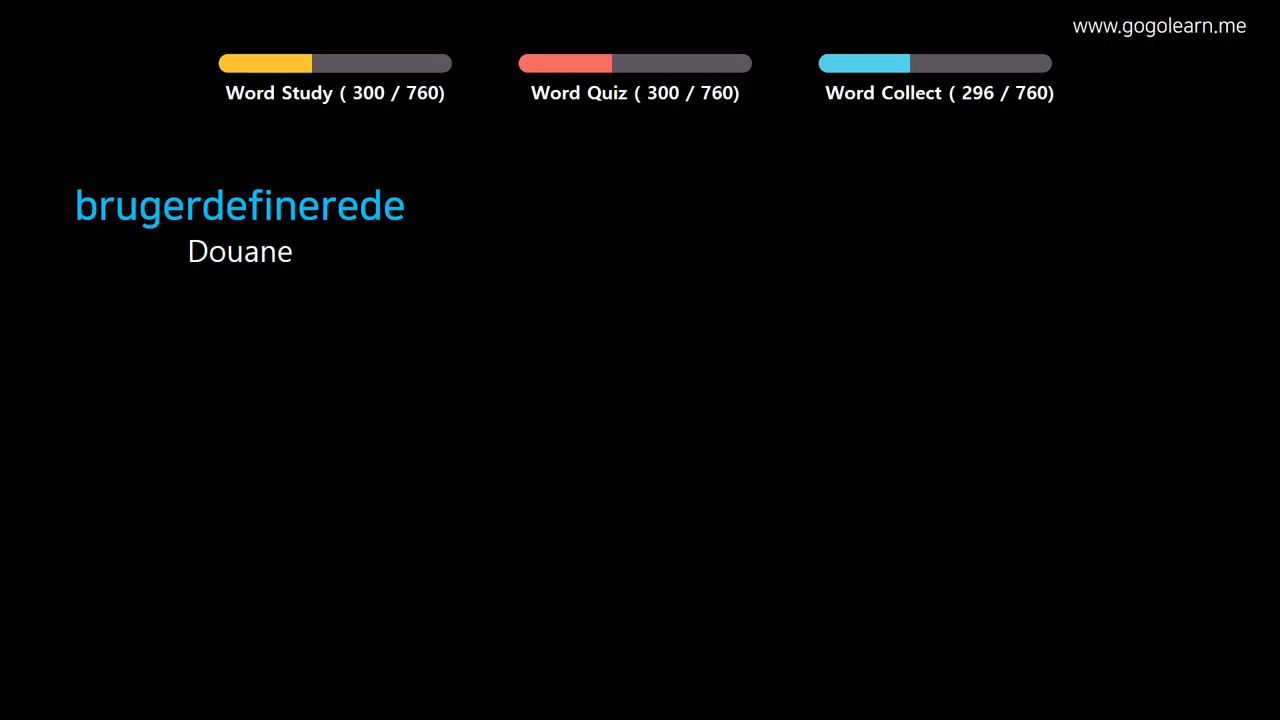 www.gogolearn.me
Word Study ( 300 / 760)
Word Quiz ( 300 / 760)
Word Collect ( 296 / 760)
brugerdefinerede
Douane